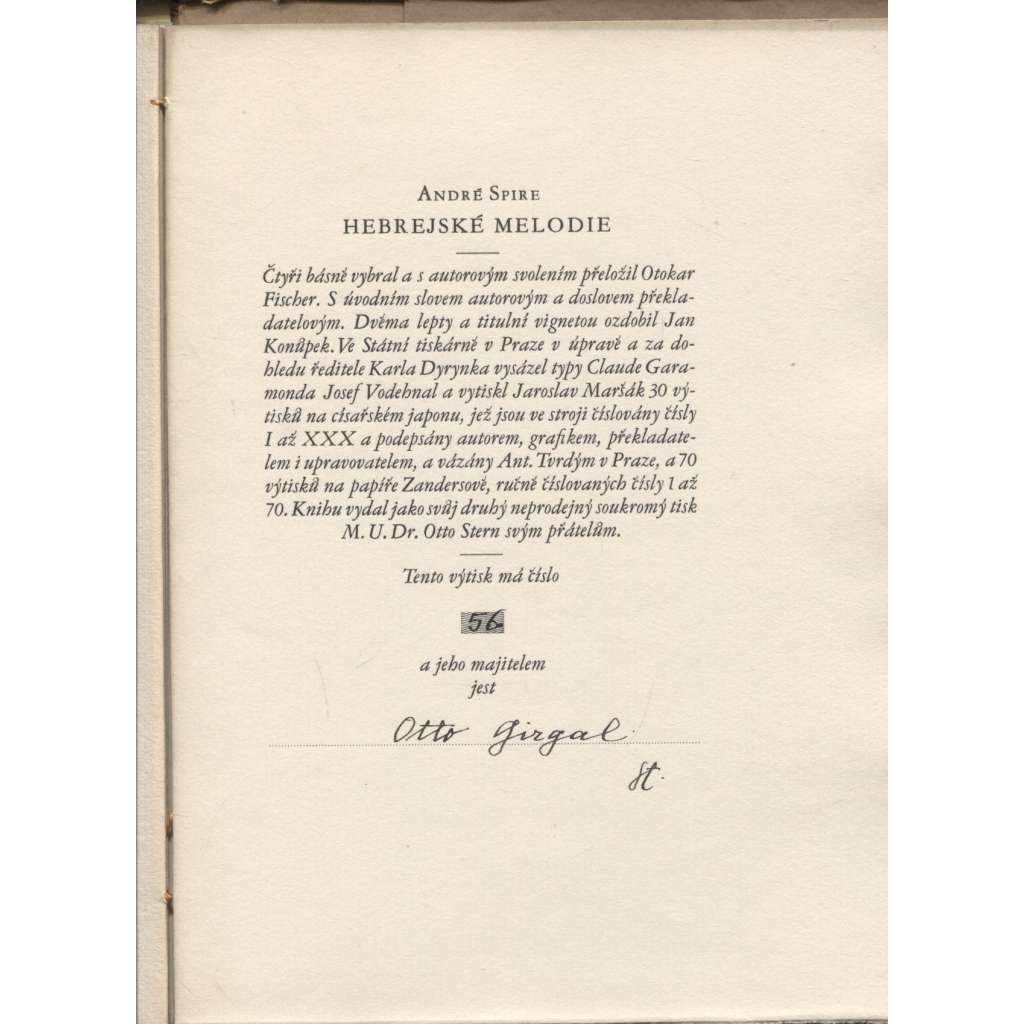 ANDRÉ SPIRE
HEBREJSKÉ MELODIE
Čtyři básně vybral a s autorovým svolením přeložil Otokar
Fischer. S úvodním slovem autorovým a doslovem překla-
datelovým. Dvěma lepty a titulní vignetou ozdobil Jan
Konůpek. Ve Státní tiskárně v Praze v úpravě a za do-
hledu ředitele Karla Dyrynka vysázel typy Claude Gara-
monda Josef Vodehnal a vytiskl Jaroslav Maršák 30 vý-
tisků na císařském japonu, jež jsou ve stroji číslovány čísly
I až XXX a podepsány autorem, grafikem, překladate-
lem i upravovatelem, a vázány Ant. Tvrdým v Praze, a 70
výtisků na papíře Zandersově, ručně číslovaných čísly 1 až
70. Knihu vydal jako svůj druhý neprodejný soukromý tisk
M. U. Dr. Otto Stern svým přátelům.
Tento výtisk má číslo
56
a jeho majitelem
jest
Otto Girgal
St.